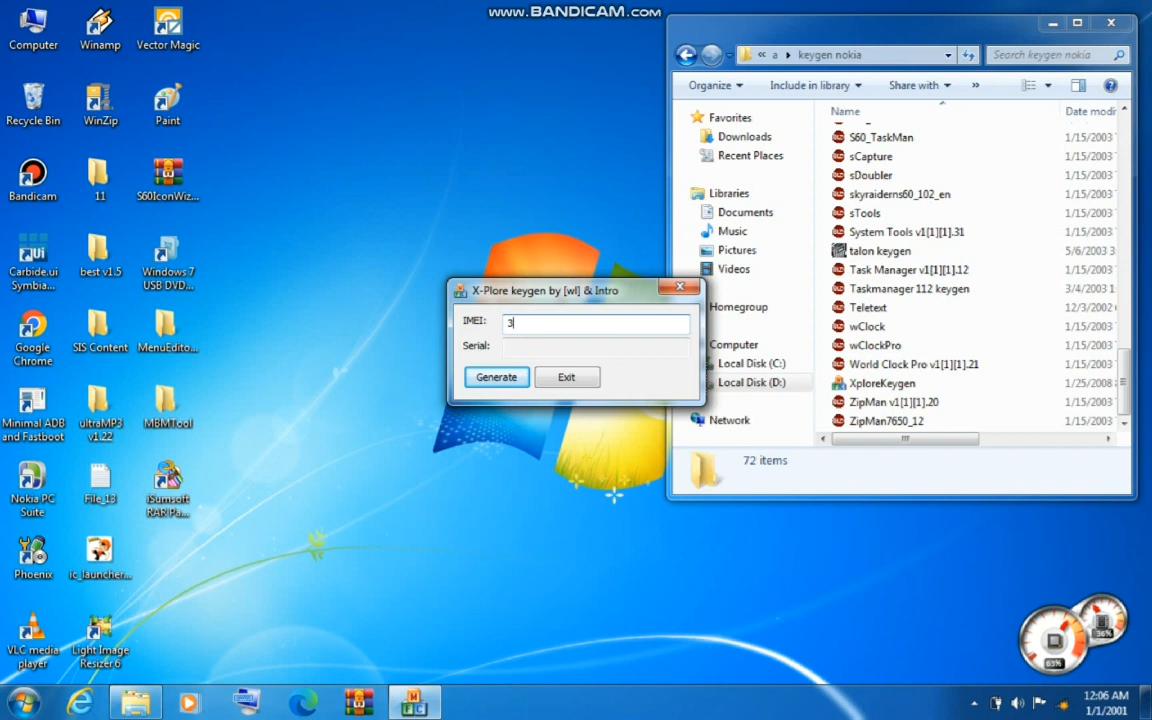 www.BANDICAM.com
Computer
Winamp
Vector Magic
Recycle Bin
WinZip
Paint
Bandicam
11
S60IconWiz...
Carbide.ui
Symbia...
best v1.5
Windows 7
USB DVD...
Google
Chrome
SIS Content
MenuEdito...
Minimal ADB
and Fastboot
ultraMP3
v1.22
MBMTool
Nokia PC
Suite
File_13
iSumsoft
RAR Pa...
Phoenix
ic_launcher...
VLC media
player
Light Image
Resizer 6
« a ▸ keygen nokia
Search keygen nokia
Organize
Include in library
Share with
»
Name
Date modi
Favorites
Downloads
Recent Places
Libraries
Documents
Music
Pictures
Videos
Homegroup
Computer
Local Disk (C:)
Local Disk (D:)
Network
S60_TaskMan 1/15/2003
sCapture 1/15/2003
sDoubler 1/15/2003
skyraiderns60_102_en 1/15/2003
sTools 1/15/2003
System Tools v1[1][1].31 1/15/2003
talon keygen 5/6/2003 3:
Task Manager v1[1][1].12 1/15/2003
Taskmanager 112 keygen 3/4/2003
Teletext 12/3/2002
wClock 1/15/2003
wClockPro 1/15/2003
World Clock Pro v1[1][1].21 1/15/2003
XploreKeygen 1/25/2008
ZipMan v1[1][1].20 1/15/2003
ZipMan7650_12 1/15/2003
72 items
X-Plore keygen by [wl] & Intro
IMEI: 3
Serial:
Generate
Exit
63%
36%
12:06 AM
1/1/2001